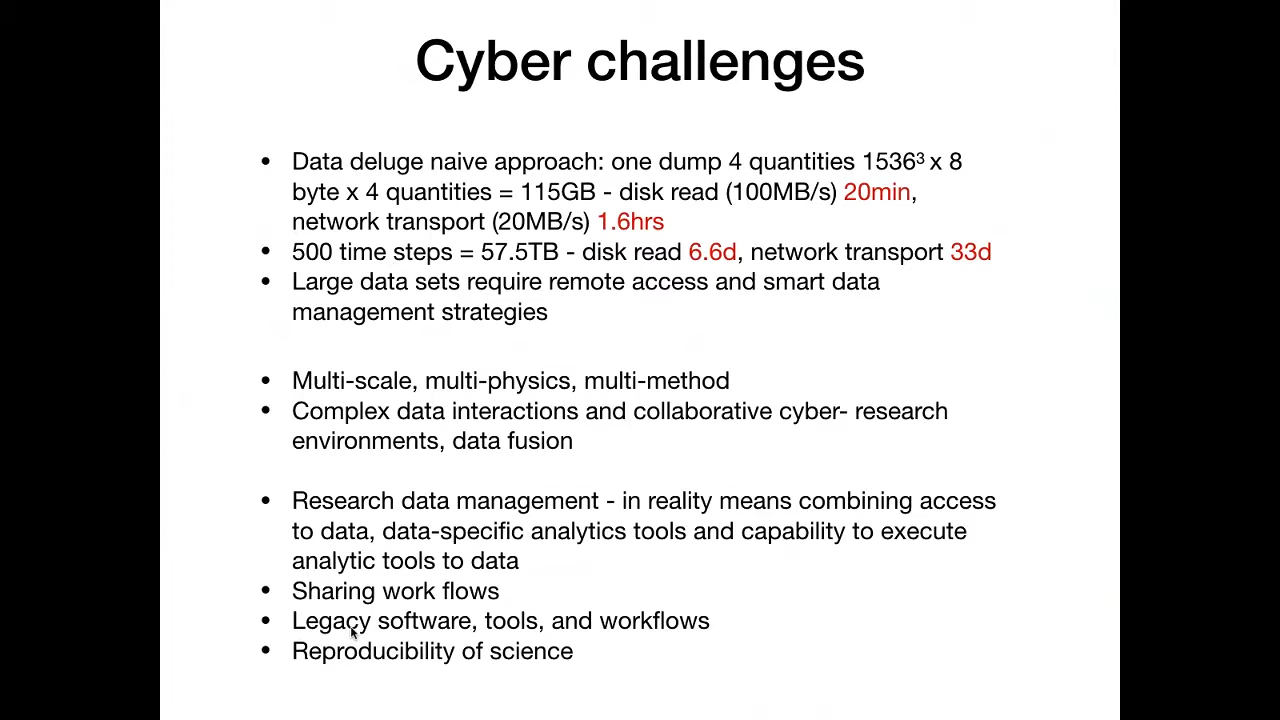 Cyber challenges
• Data deluge naive approach: one dump 4 quantities 1536³ x 8
byte x 4 quantities = 115GB - disk read (100MB/s) 20min,
network transport (20MB/s) 1.6hrs
• 500 time steps = 57.5TB - disk read 6.6d, network transport 33d
• Large data sets require remote access and smart data
management strategies
• Multi-scale, multi-physics, multi-method
• Complex data interactions and collaborative cyber- research
environments, data fusion
• Research data management - in reality means combining access
to data, data-specific analytics tools and capability to execute
analytic tools to data
• Sharing work flows
• Legacy software, tools, and workflows
• Reproducibility of science